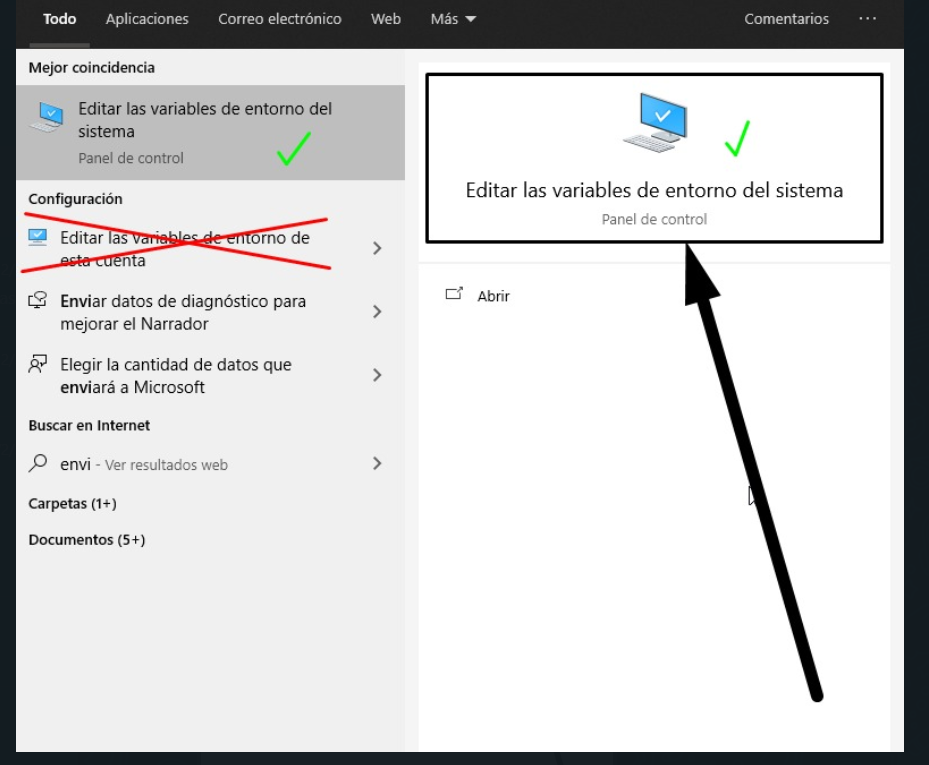 Todo Aplicaciones Correo electrónico Web Más Comentarios ···
Mejor coincidencia
Editar las variables de entorno del
sistema
Panel de control
Configuración
Editar las variables de entorno de
esta cuenta
Enviar datos de diagnóstico para
mejorar el Narrador
Elegir la cantidad de datos que
enviará a Microsoft
Buscar en Internet
envi - Ver resultados web
Carpetas (1+)
Documentos (5+)
Editar las variables de entorno del sistema
Panel de control
Abrir